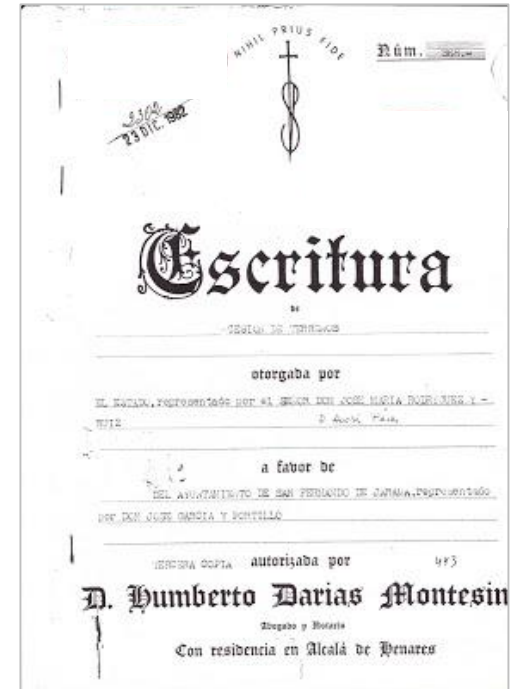 NIHIL PRIUS FIDE
Núm.
2302
23 DIC. 1982
Escritura
de
CESION DE TERRENOS
otorgada por
EL ESTADO, representado por el SEÑOR DON JOSE MARIA RODRIGUEZ Y -
RUIZ
a favor de
DEL AYUNTAMIENTO DE SAN FERNANDO DE JARAMA, representado
por DON JOSE GARCIA Y PORTILLO
TERCERA COPIA autorizada por 483
D. Humberto Darias Montesin
Abogado y Notario
Con residencia en Alcalá de Henares